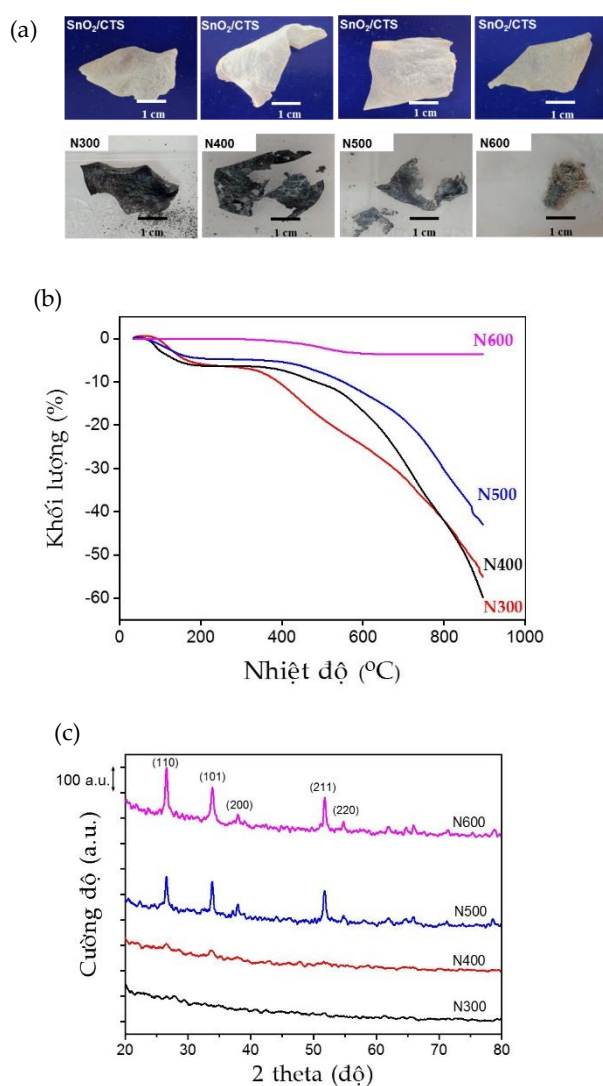 (a)
SnO2/CTS SnO2/CTS SnO2/CTS SnO2/CTS
1 cm 1 cm 1 cm 1 cm
N300 N400 N500 N600
1 cm 1 cm 1 cm 1 cm
(b)
0
-10
-20
-30
-40
-50
-60
Khối lượng (%)
N600
N500
N400
N300
0 200 400 600 800 1000
Nhiệt độ (ºC)
(c)
100 a.u.
(110) (101) (200) (211) (220)
N600
N500
N400
N300
Cường độ (a.u.)
20 30 40 50 60 70 80
2 theta (độ)